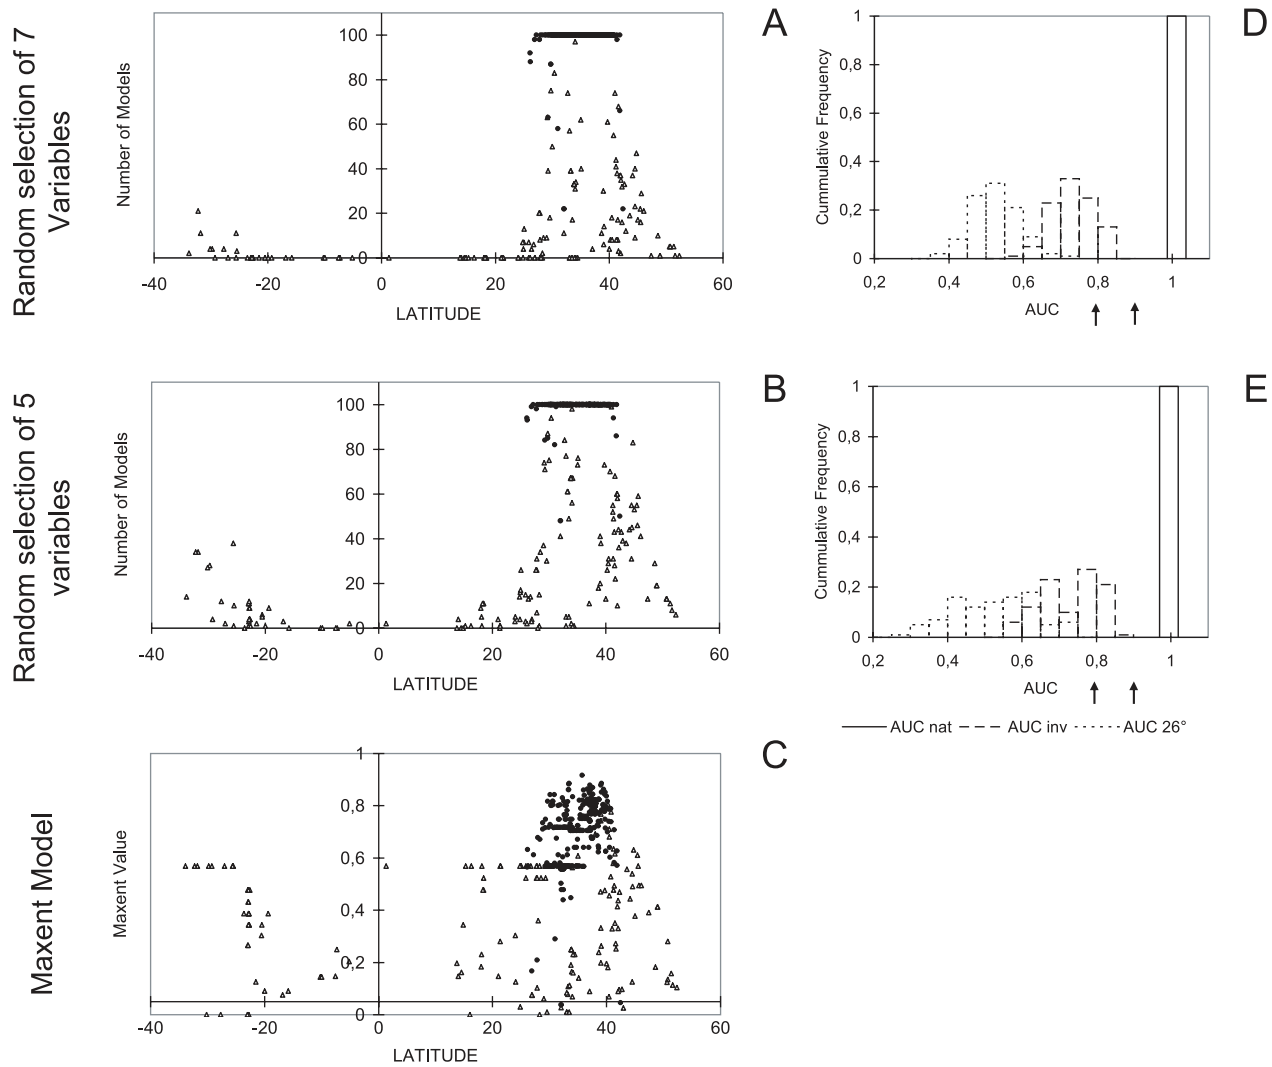 Random selection of 7
Variables
Number of Models
100
80
60
40
20
0
-40
-20
0
20
40
60
LATITUDE
A
Cummulative Frequency
1
0,8
0,6
0,4
0,2
0
0,2
0,4
0,6
0,8
1
AUC
D
Random selection of 5
variables
Number of Models
100
80
60
40
20
0
-40
-20
0
20
40
60
LATITUDE
B
Cummulative Frequency
1
0,8
0,6
0,4
0,2
0
0,2
0,4
0,6
0,8
1
AUC
E
AUC nat
AUC inv
AUC 26°
Maxent Model
Maxent Value
1
0,8
0,6
0,4
0,2
0
-40
-20
0
20
40
60
LATITUDE
C